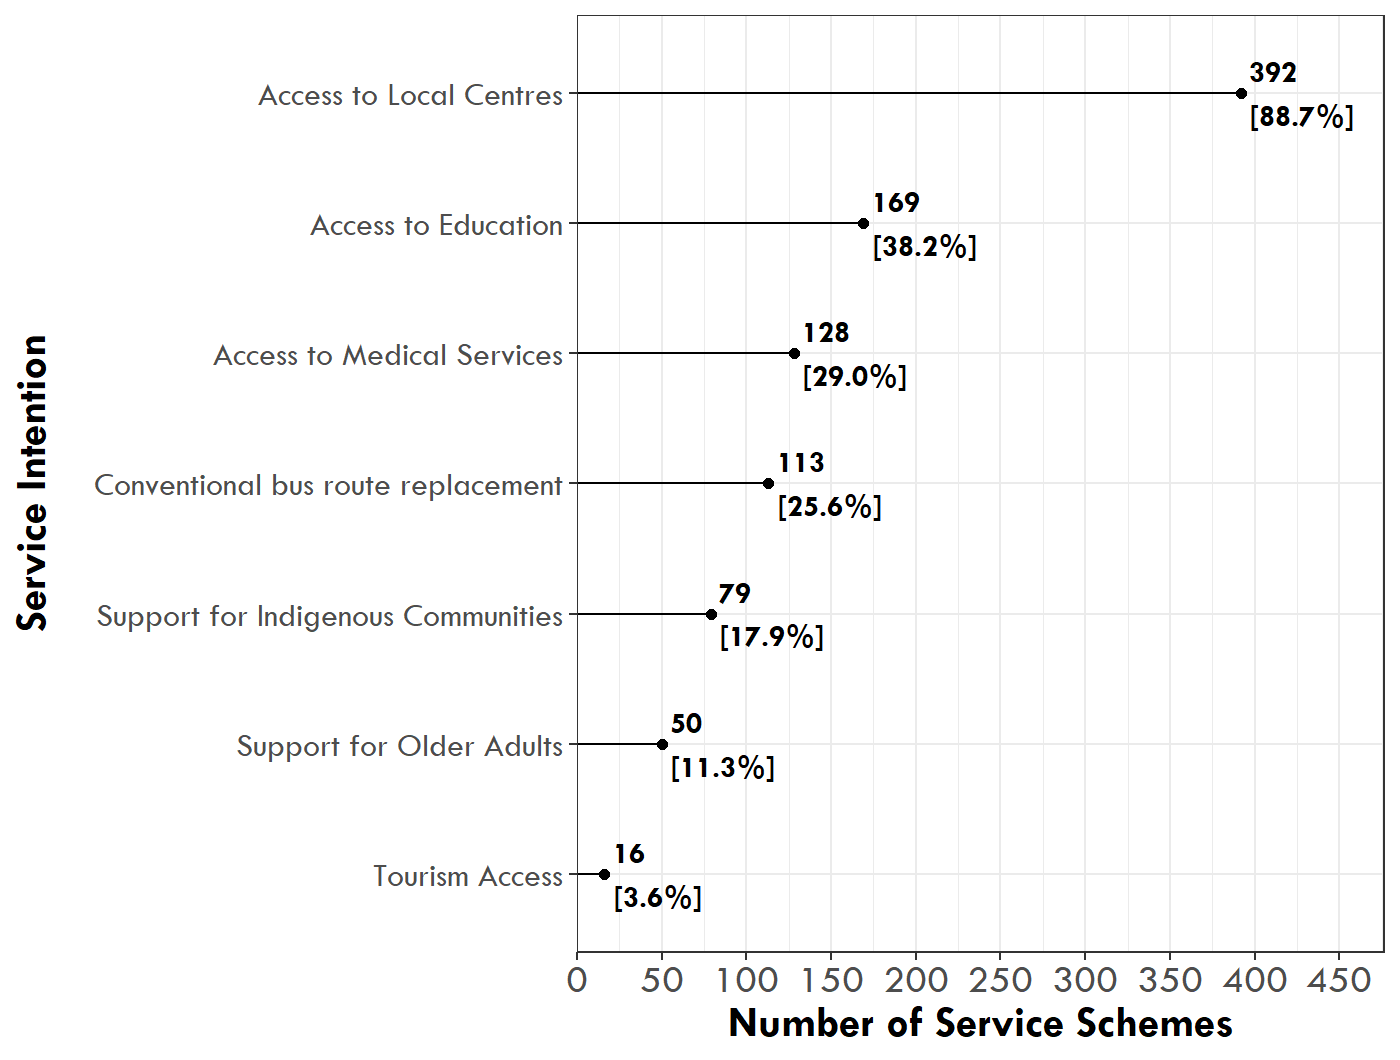 Service Intention
Access to Local Centres
392
[88.7%]
Access to Education
169
[38.2%]
Access to Medical Services
128
[29.0%]
Conventional bus route replacement
113
[25.6%]
Support for Indigenous Communities
79
[17.9%]
Support for Older Adults
50
[11.3%]
Tourism Access
16
[3.6%]
0 50 100 150 200 250 300 350 400 450
Number of Service Schemes